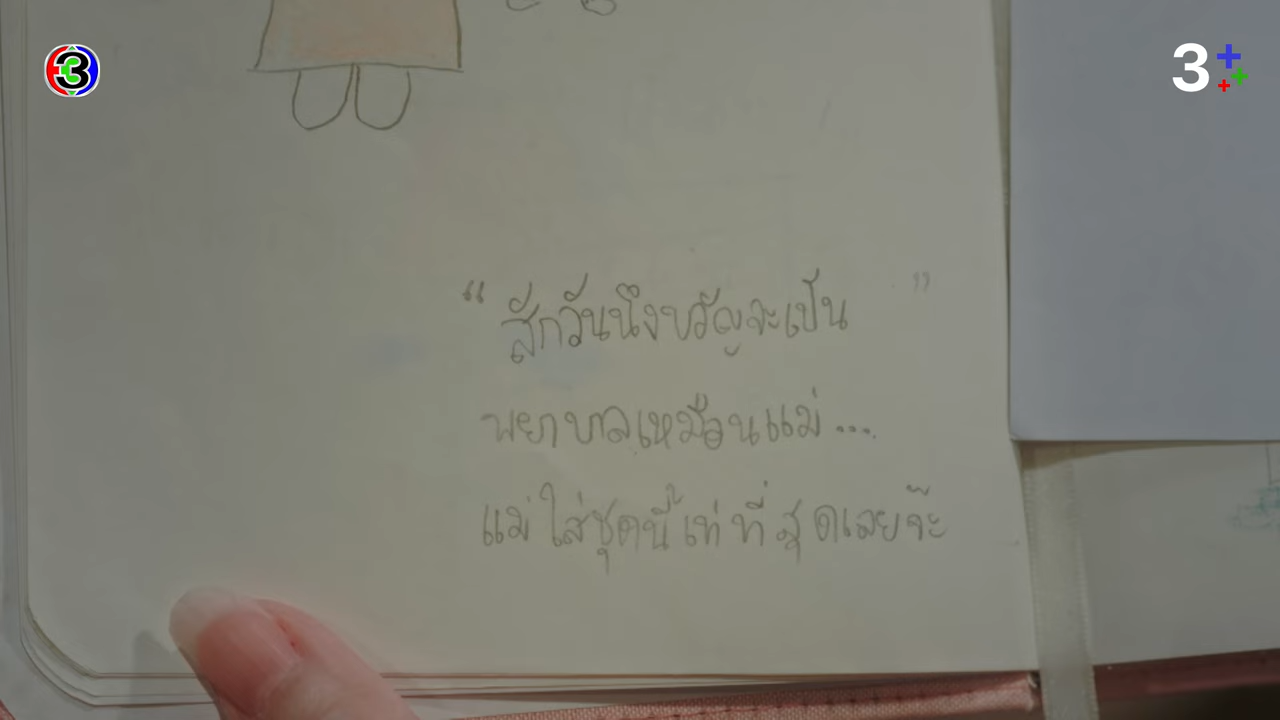 3
3
“ สักวันนึงขวัญจะเป็น ”
พยาบาลเหมือนแม่...
แม่ใส่ชุดนี้เท่ที่สุดเลยจ๊ะ